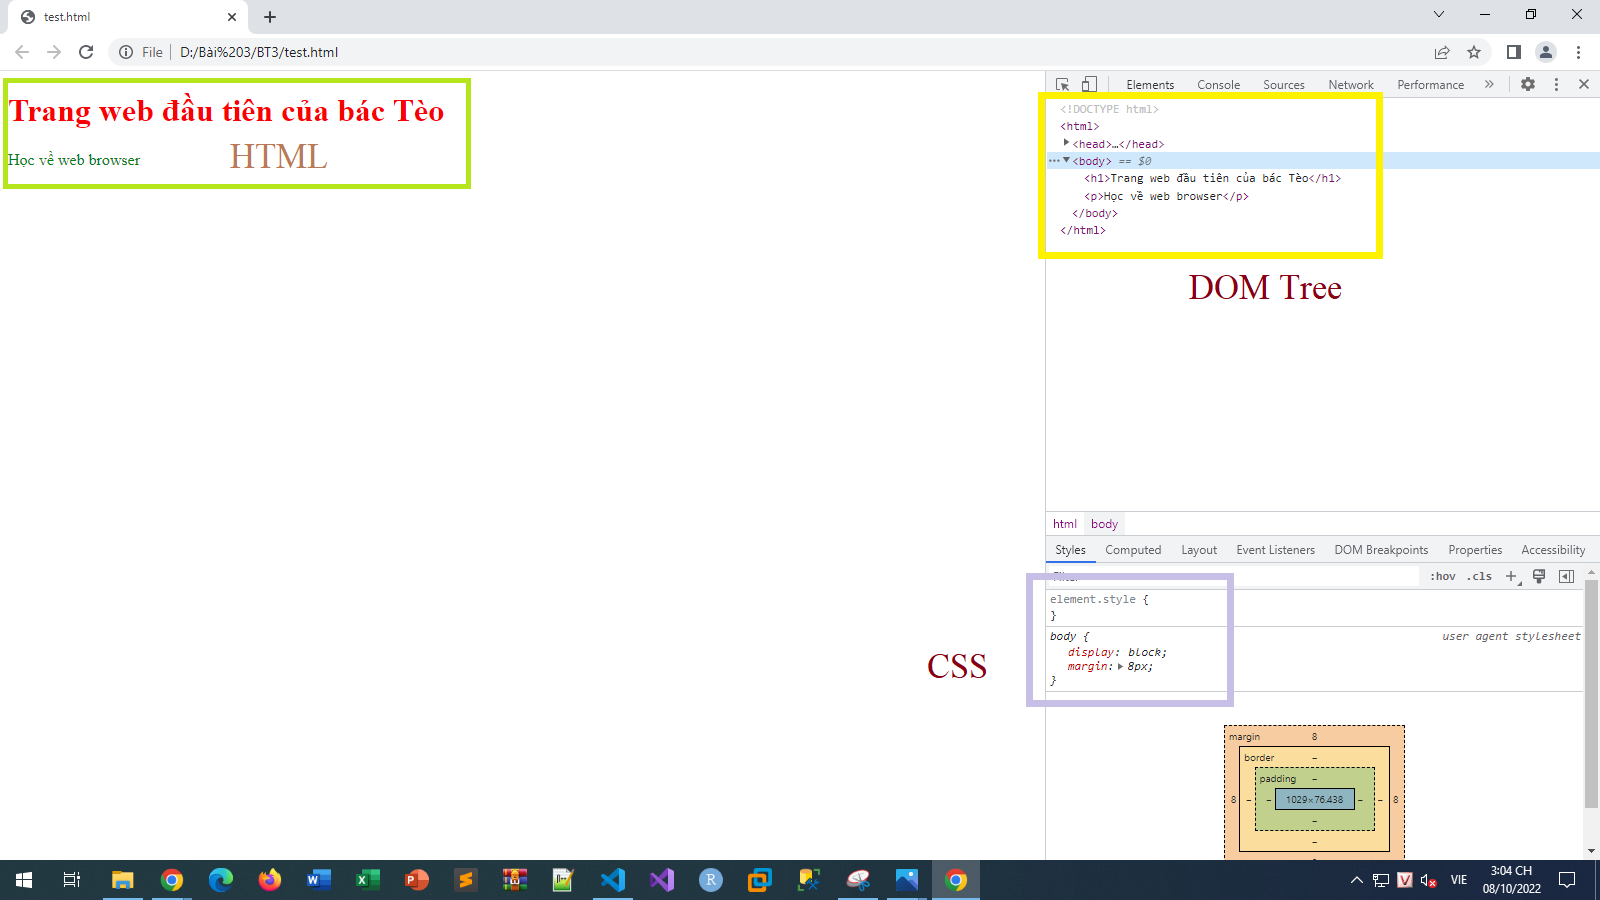 test.html
File
D:/Bài%203/BT3/test.html
Trang web đầu tiên của bác Tèo
Học về web browser
HTML
Elements Console Sources Network Performance
<!DOCTYPE html>
<html>
<head>…</head>
<body> == $0
<h1>Trang web đầu tiên của bác Tèo</h1>
<p>Học về web browser</p>
</body>
</html>
DOM Tree
html body
Styles Computed Layout Event Listeners DOM Breakpoints Properties Accessibility
:hov .cls
element.style {
}
body { user agent stylesheet
display: block;
margin: 8px;
}
CSS
margin 8
border –
padding –
8 – – 1029×76.438 – – 8
–
–
VIE
3:04 CH
08/10/2022